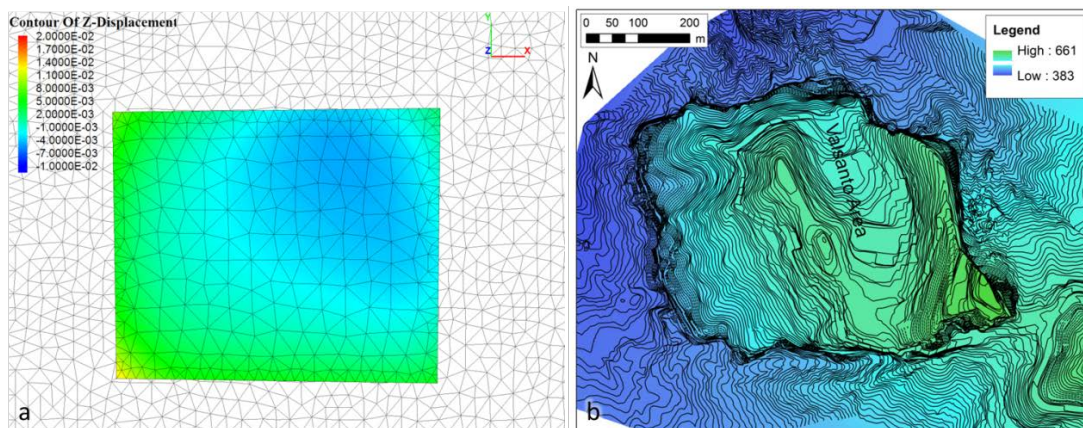 Contour Of Z-Displacement
2.0000E-02
1.7000E-02
1.4000E-02
1.1000E-02
8.0000E-03
5.0000E-03
2.0000E-03
-1.0000E-03
-4.0000E-03
-7.0000E-03
-1.0000E-02
Y
Z
X
a
0 50 100 200
m
N
Legend
High : 661
Low : 383
Valsanto Area
b